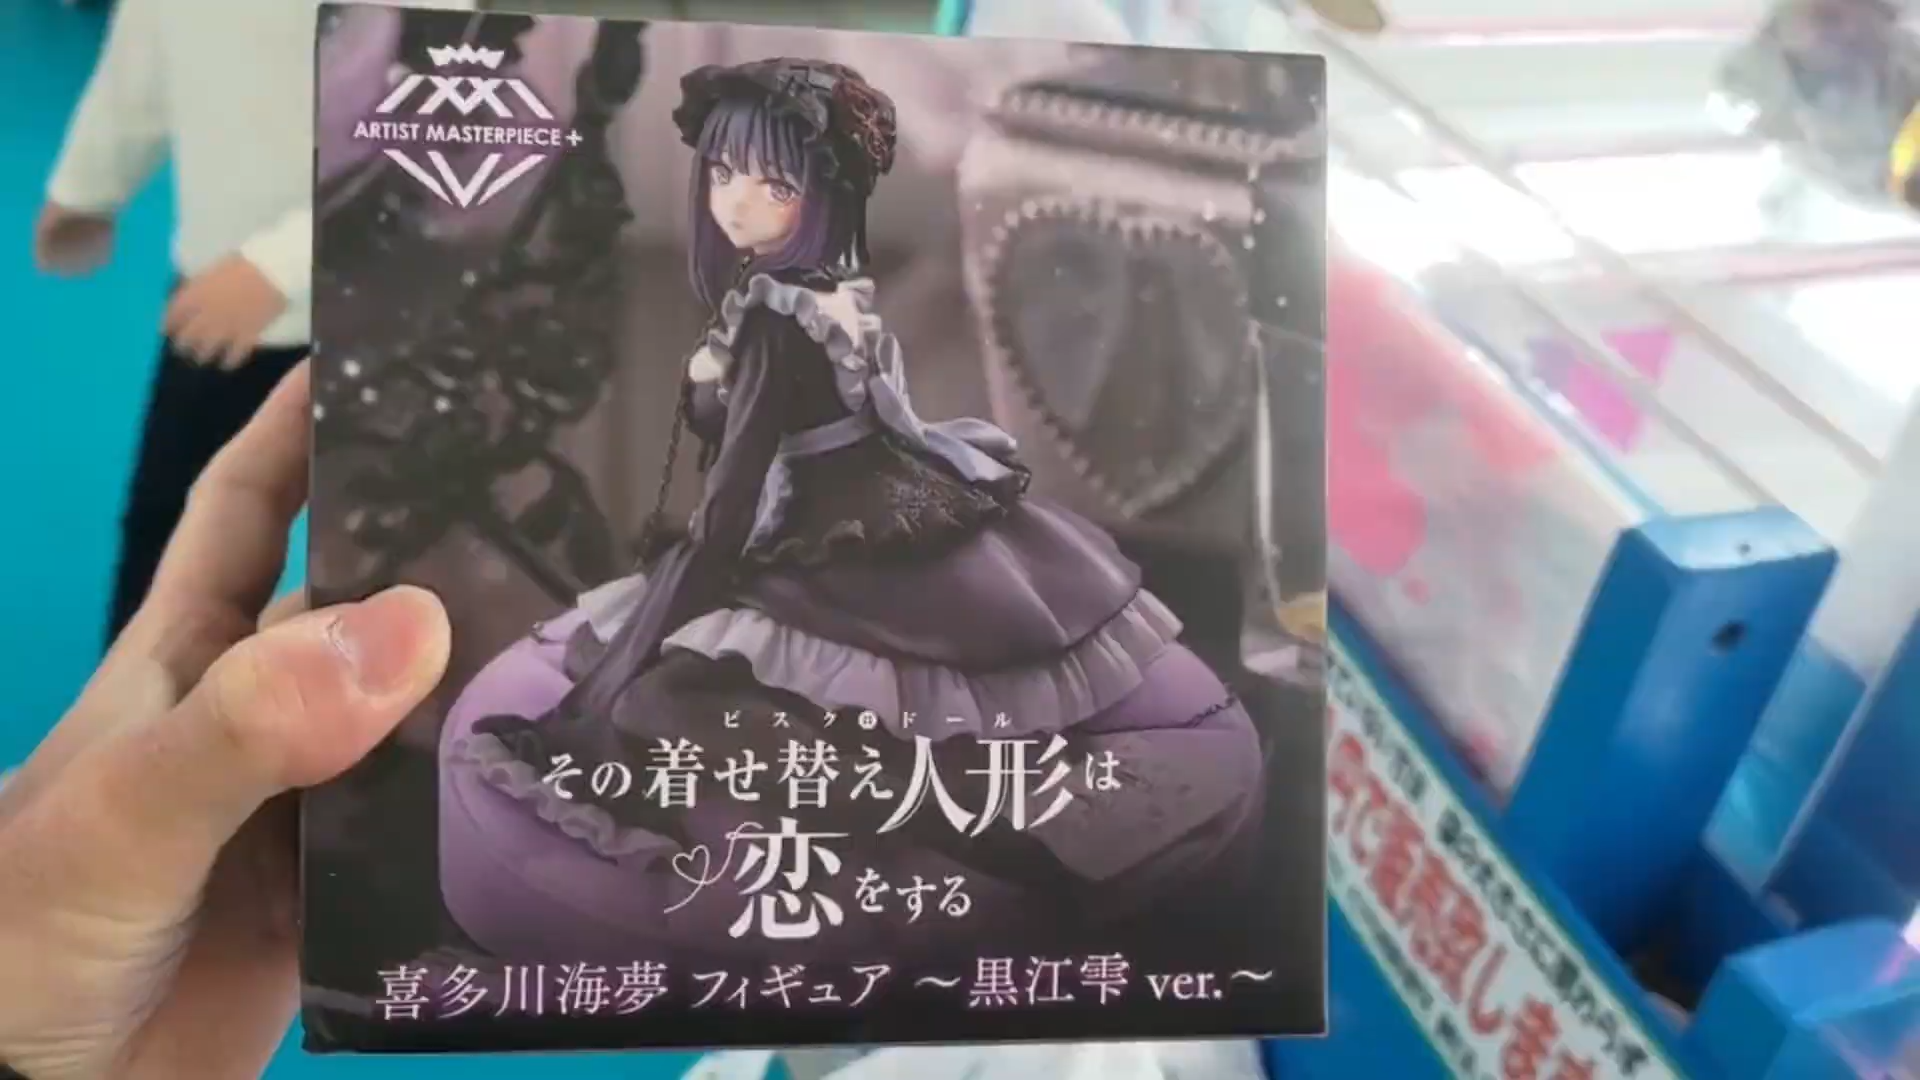 ARTIST MASTERPIECE+
ビスク・ドール
その着せ替え人形は
恋をする
喜多川海夢 フィギュア ～黒江雫 ver.～